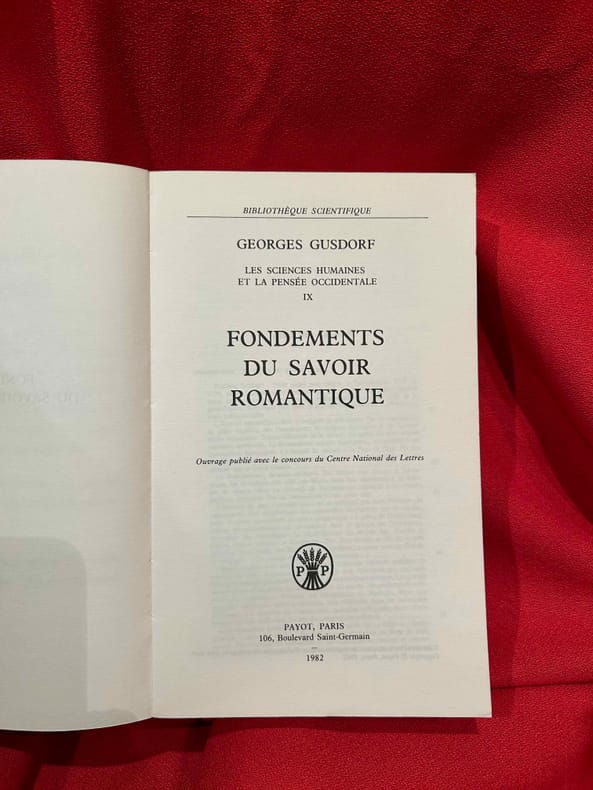 BIBLIOTHÈQUE SCIENTIFIQUE
GEORGES GUSDORF
LES SCIENCES HUMAINES
ET LA PENSÉE OCCIDENTALE
IX
FONDEMENTS
DU SAVOIR
ROMANTIQUE
Ouvrage publié avec le concours du Centre National des Lettres
P P
PAYOT, PARIS
106, Boulevard Saint-Germain
1982